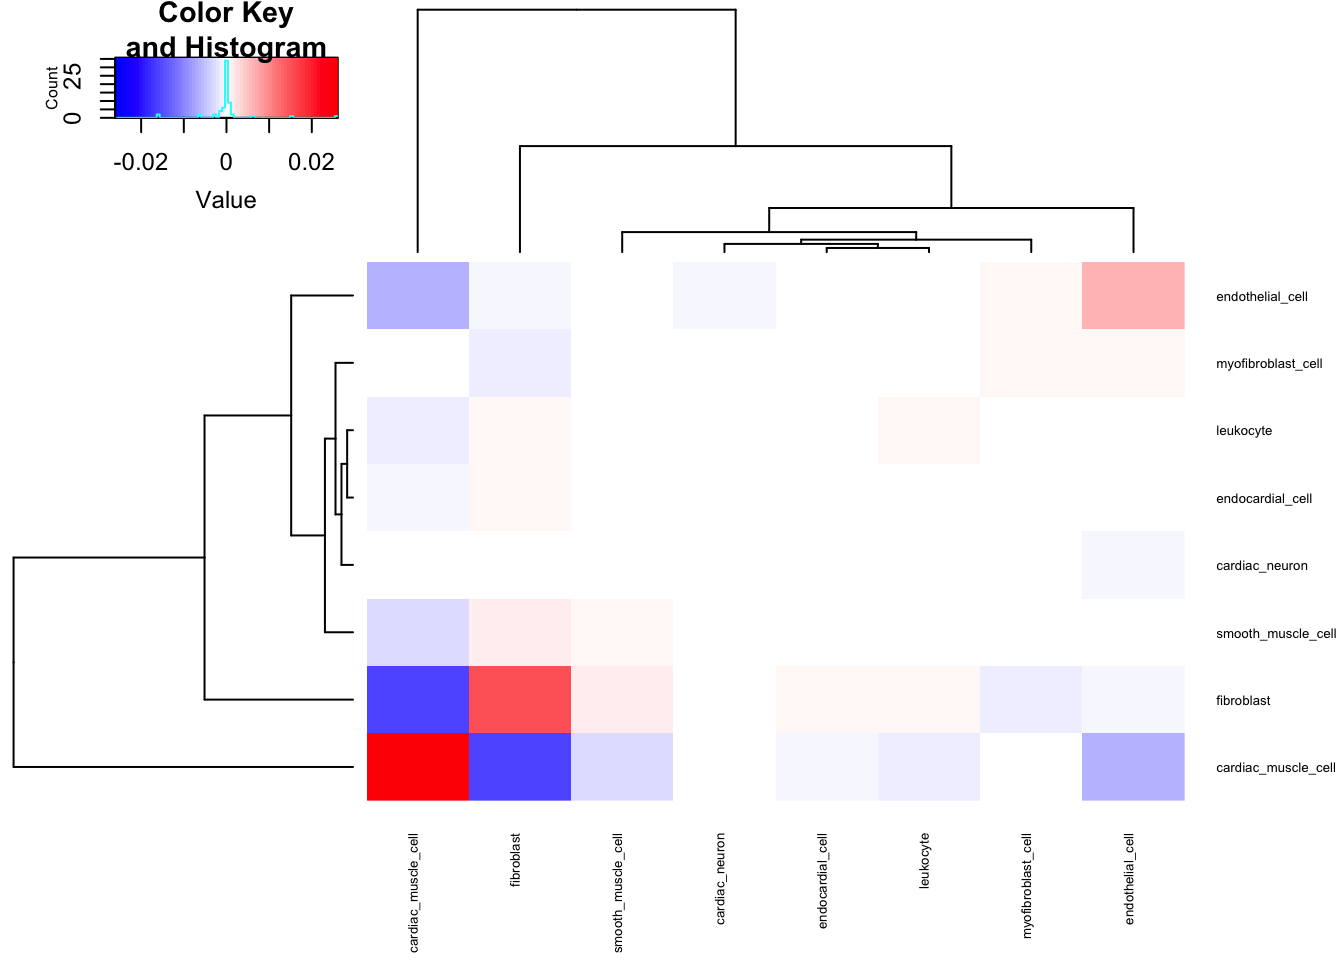 Color Key
and Histogram
Count
0 25
-0.02 0 0.02
Value
endothelial_cell
myofibroblast_cell
leukocyte
endocardial_cell
cardiac_neuron
smooth_muscle_cell
fibroblast
cardiac_muscle_cell
cardiac_muscle_cell
fibroblast
smooth_muscle_cell
cardiac_neuron
endocardial_cell
leukocyte
myofibroblast_cell
endothelial_cell